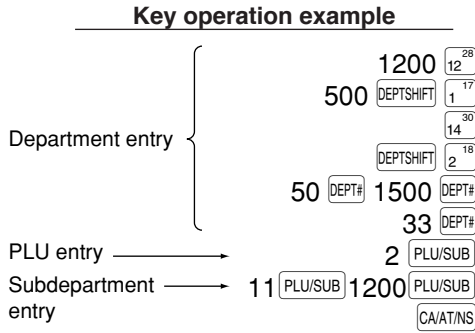 Key operation example
1200 12 28
500 DEPTSHIFT 1 17
14 30
Department entry
DEPTSHIFT 2 18
50 DEPT# 1500 DEPT#
33 DEPT#
PLU entry 2 PLU/SUB
Subdepartment 11 PLU/SUB 1200 PLU/SUB
entry
CA/AT/NS